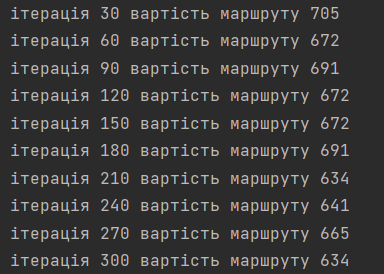 ітерація 30 вартість маршруту 705
ітерація 60 вартість маршруту 672
ітерація 90 вартість маршруту 691
ітерація 120 вартість маршруту 672
ітерація 150 вартість маршруту 672
ітерація 180 вартість маршруту 691
ітерація 210 вартість маршруту 634
ітерація 240 вартість маршруту 641
ітерація 270 вартість маршруту 665
ітерація 300 вартість маршруту 634